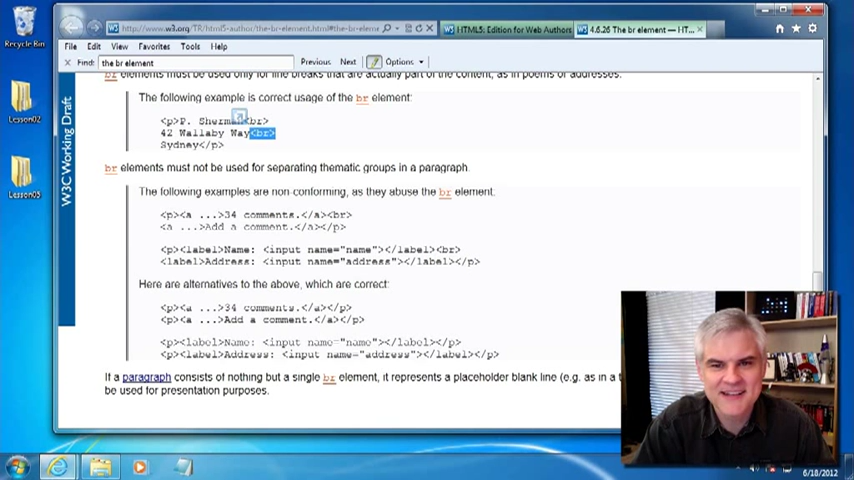 http://www.w3.org/TR/html5-author/the-br-element.html#the-br-eleme
HTML5: Edition for Web Authors
4.6.26 The br element — HT...
File Edit View Favorites Tools Help
Find: the br element Previous Next Options
Recycle Bin
br elements must be used only for line breaks that are actually part of the content, as in poems or addresses.
The following example is correct usage of the br element:
<p>P. Sherman<br>
42 Wallaby Way<br>
Sydney</p>
br elements must not be used for separating thematic groups in a paragraph.
The following examples are non-conforming, as they abuse the br element:
<p><a ...>34 comments.</a><br>
<a ...>Add a comment.</a></p>
<p><label>Name: <input name="name"></label><br>
<label>Address: <input name="address"></label></p>
Here are alternatives to the above, which are correct:
<p><a ...>34 comments.</a></p>
<p><a ...>Add a comment.</a></p>
<p><label>Name: <input name="name"></label></p>
<p><label>Address: <input name="address"></label></p>
If a paragraph consists of nothing but a single br element, it represents a placeholder blank line (e.g. as in a t
be used for presentation purposes.
W3C Working Draft
Lesson02
Lesson03
6/18/2012